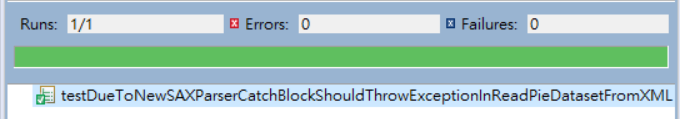 Runs: 1/1 Errors: 0 Failures: 0
testDueToNewSAXParserCatchBlockShouldThrowExceptionInReadPieDatasetFromXML